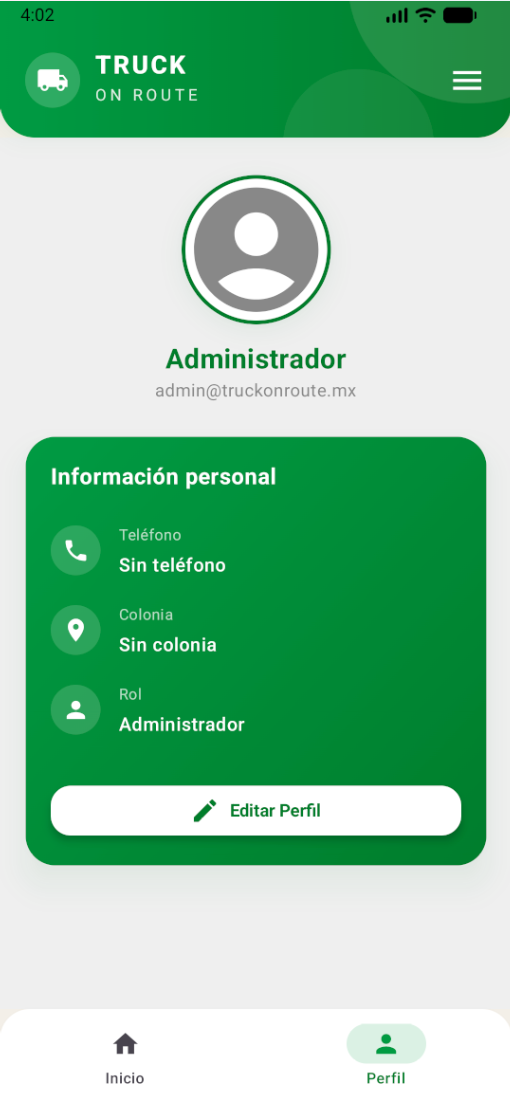 4:02
TRUCK
ON ROUTE
Administrador
admin@truckonroute.mx
Información personal
Teléfono
Sin teléfono
Colonia
Sin colonia
Rol
Administrador
Editar Perfil
Inicio
Perfil